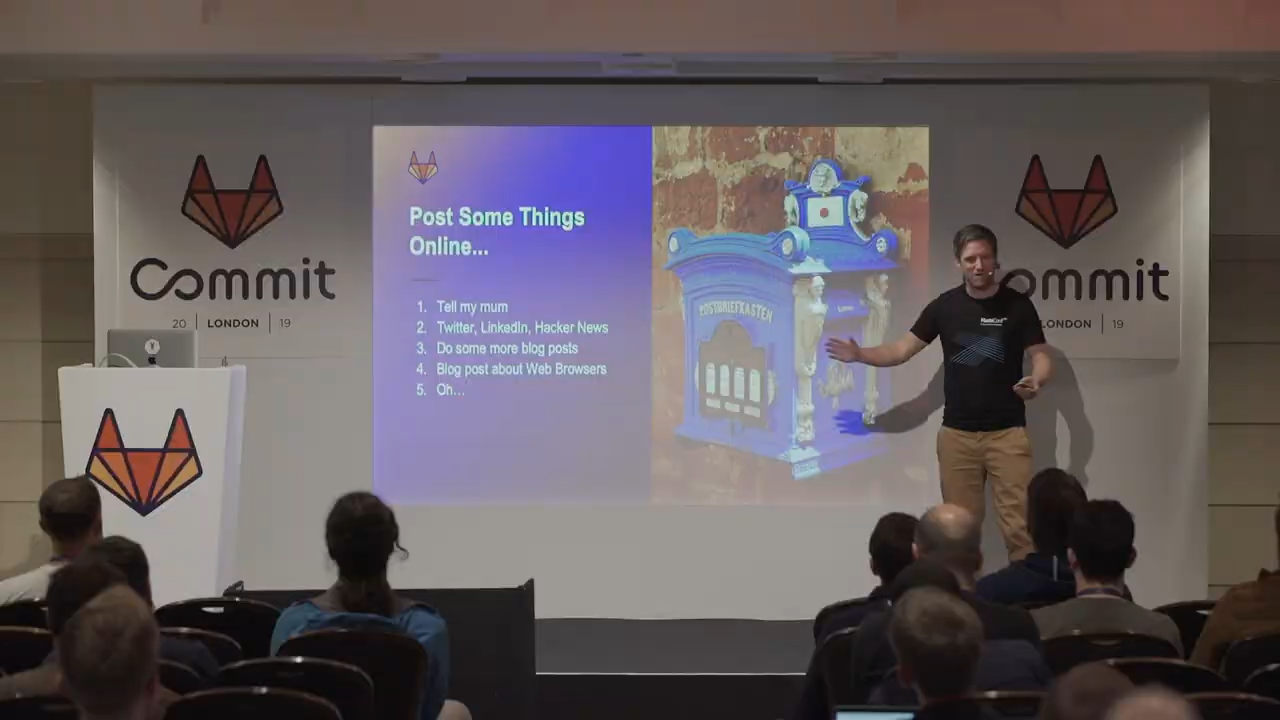 Commit
20 | LONDON | 19
Post Some Things
Online...
1. Tell my mum
2. Twitter, LinkedIn, Hacker News
3. Do some more blog posts
4. Blog post about Web Browsers
5. Oh...
POSTBRIEFKASTEN
ommit
LONDON | 19